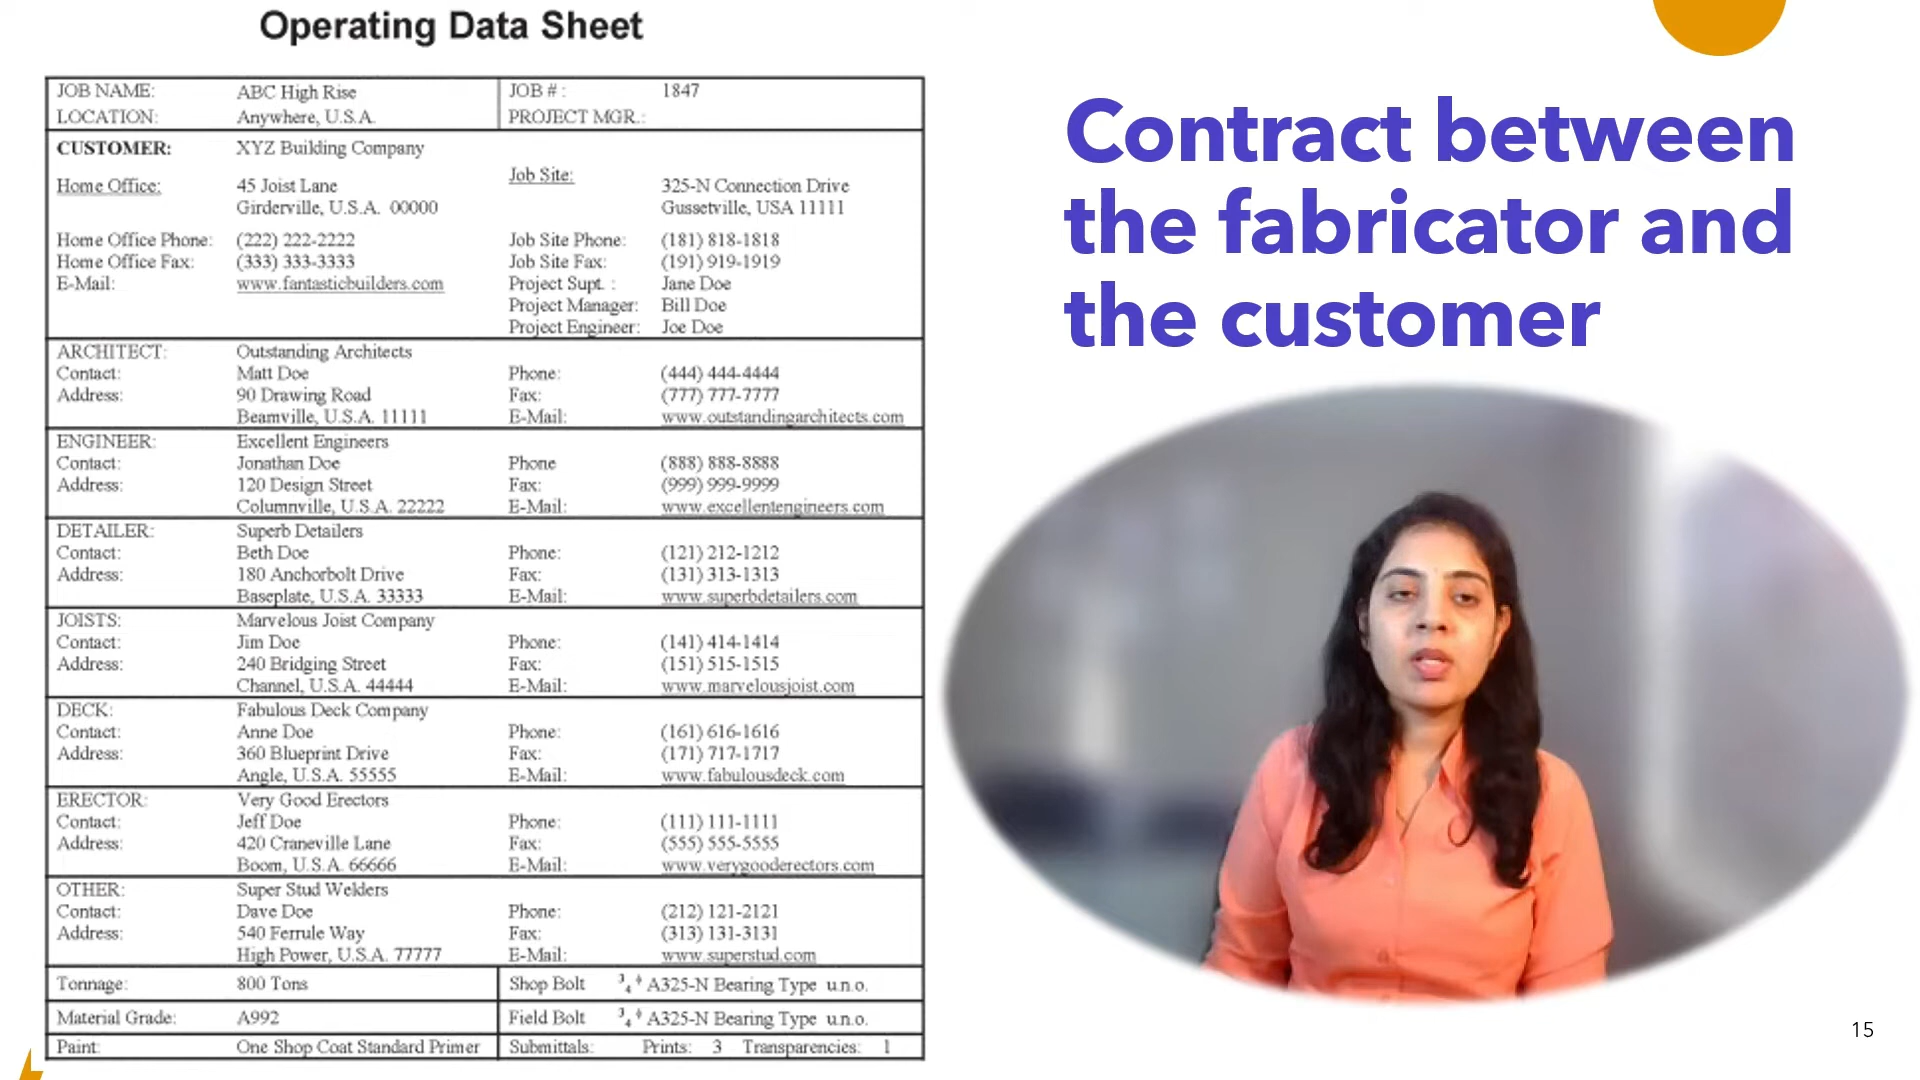 Operating Data Sheet
JOB NAME: ABC High Rise JOB # : 1847
LOCATION: Anywhere, U.S.A. PROJECT MGR.:
CUSTOMER: XYZ Building Company
Job Site:
Home Office: 45 Joist Lane 325-N Connection Drive
Girderville, U.S.A. 00000 Gussetville, USA 11111
Home Office Phone: (222) 222-2222 Job Site Phone: (181) 818-1818
Home Office Fax: (333) 333-3333 Job Site Fax: (191) 919-1919
E-Mail: www.fantasticbuilders.com Project Supt. : Jane Doe
Project Manager: Bill Doe
Project Engineer: Joe Doe
ARCHITECT: Outstanding Architects
Contact: Matt Doe Phone: (444) 444-4444
Address: 90 Drawing Road Fax: (777) 777-7777
Beamville, U.S.A. 11111 E-Mail: www.outstandingarchitects.com
ENGINEER: Excellent Engineers
Contact: Jonathan Doe Phone (888) 888-8888
Address: 120 Design Street Fax: (999) 999-9999
Columnville, U.S.A. 22222 E-Mail: www.excellentengineers.com
DETAILER: Superb Detailers
Contact: Beth Doe Phone: (121) 212-1212
Address: 180 Anchorbolt Drive Fax: (131) 313-1313
Baseplate, U.S.A. 33333 E-Mail: www.superbdetailers.com
JOISTS: Marvelous Joist Company
Contact: Jim Doe Phone: (141) 414-1414
Address: 240 Bridging Street Fax: (151) 515-1515
Channel, U.S.A. 44444 E-Mail: www.marvelousjoist.com
DECK: Fabulous Deck Company
Contact: Anne Doe Phone: (161) 616-1616
Address: 360 Blueprint Drive Fax: (171) 717-1717
Angle, U.S.A. 55555 E-Mail: www.fabulousdeck.com
ERECTOR: Very Good Erectors
Contact: Jeff Doe Phone: (111) 111-1111
Address: 420 Craneville Lane Fax: (555) 555-5555
Boom, U.S.A. 66666 E-Mail: www.verygooderectors.com
OTHER: Super Stud Welders
Contact: Dave Doe Phone: (212) 121-2121
Address: 540 Ferrule Way Fax: (313) 131-3131
High Power, U.S.A. 77777 E-Mail: www.superstud.com
Tonnage: 800 Tons Shop Bolt 3/4 ϕ A325-N Bearing Type u.n.o.
Material Grade: A992 Field Bolt 3/4 ϕ A325-N Bearing Type u.n.o.
Paint: One Shop Coat Standard Primer Submittals: Prints: 3 Transparencies: 1
Contract between
the fabricator and
the customer
15